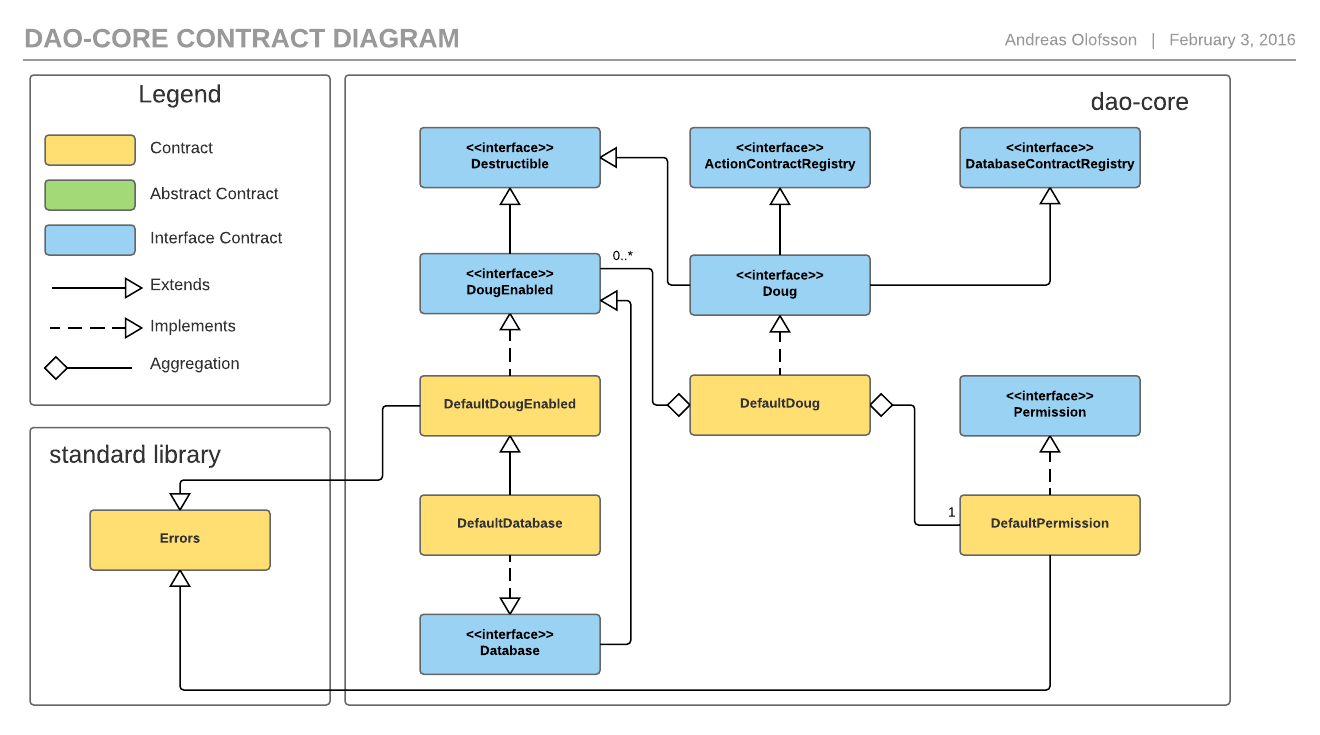 DAO-CORE CONTRACT DIAGRAM
Andreas Olofsson | February 3, 2016
Legend
Contract
Abstract Contract
Interface Contract
Extends
Implements
Aggregation
standard library
Errors
dao-core
<<interface>>
Destructible
<<interface>>
ActionContractRegistry
<<interface>>
DatabaseContractRegistry
0..*
<<interface>>
DougEnabled
<<interface>>
Doug
DefaultDougEnabled
DefaultDoug
<<interface>>
Permission
DefaultDatabase
1
DefaultPermission
<<interface>>
Database